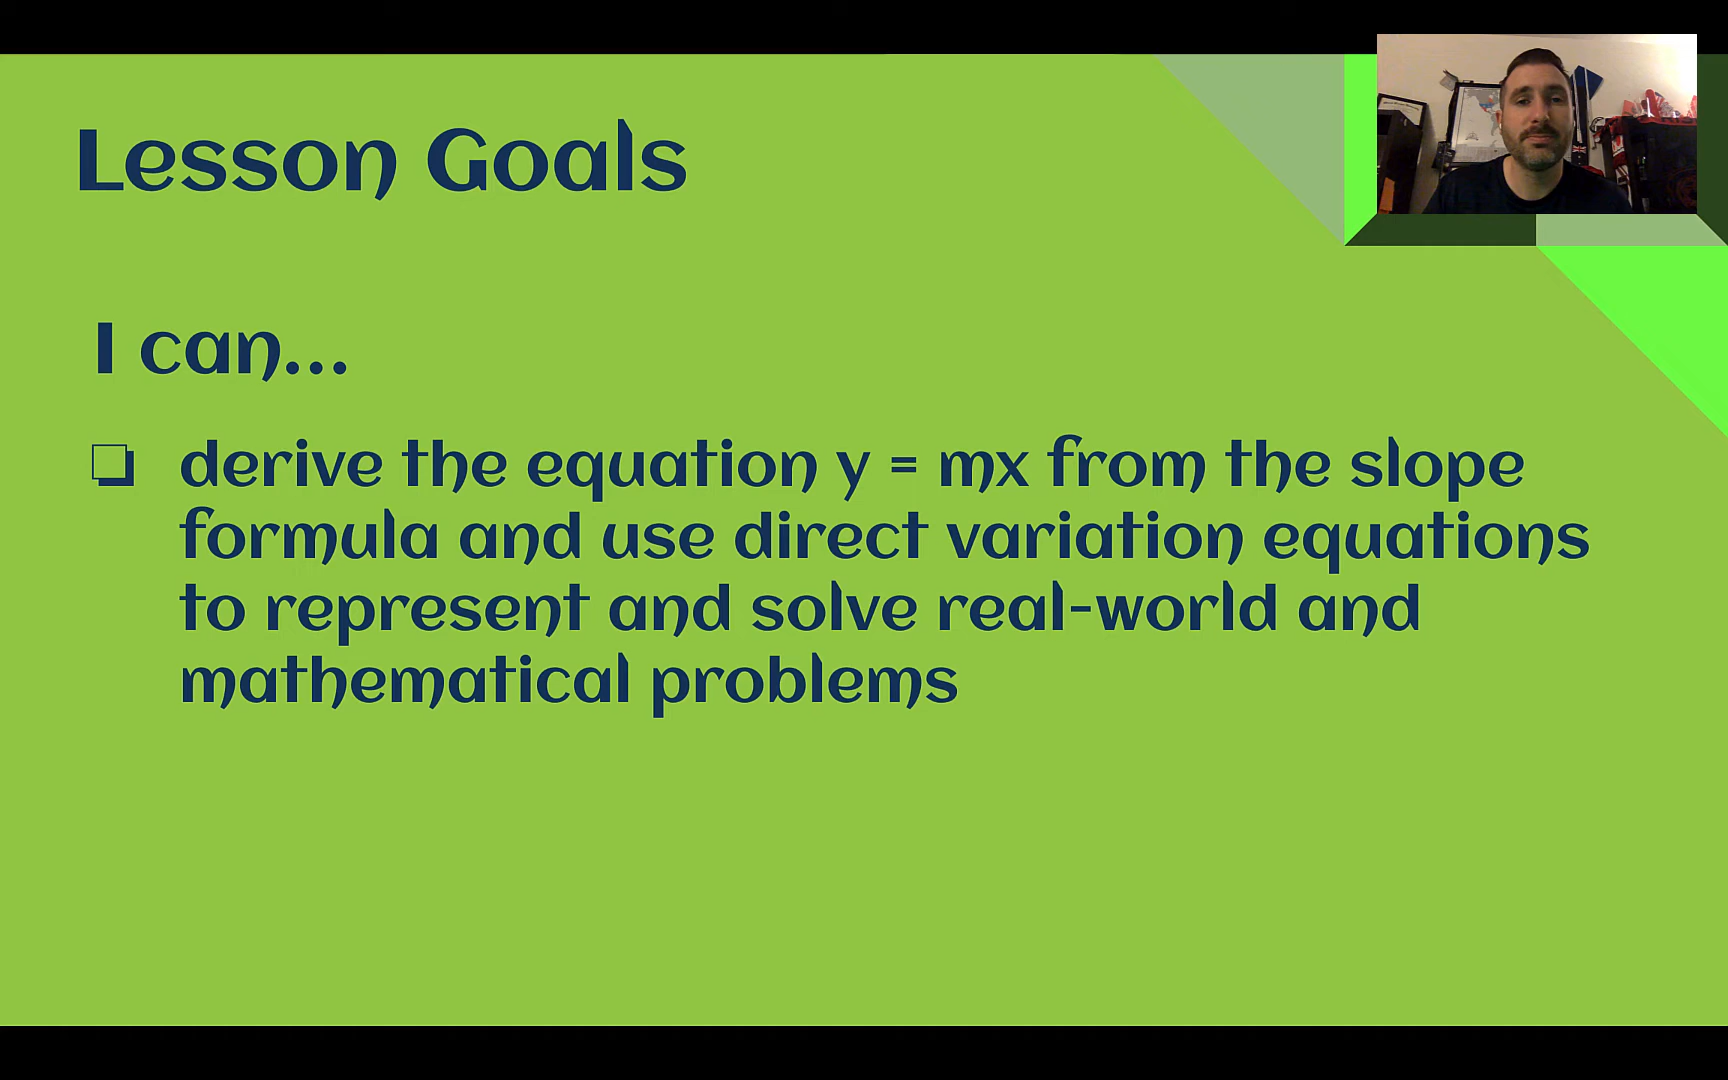 Lesson Goals
I can...
❏ derive the equation y = mx from the slope
formula and use direct variation equations
to represent and solve real-world and
mathematical problems